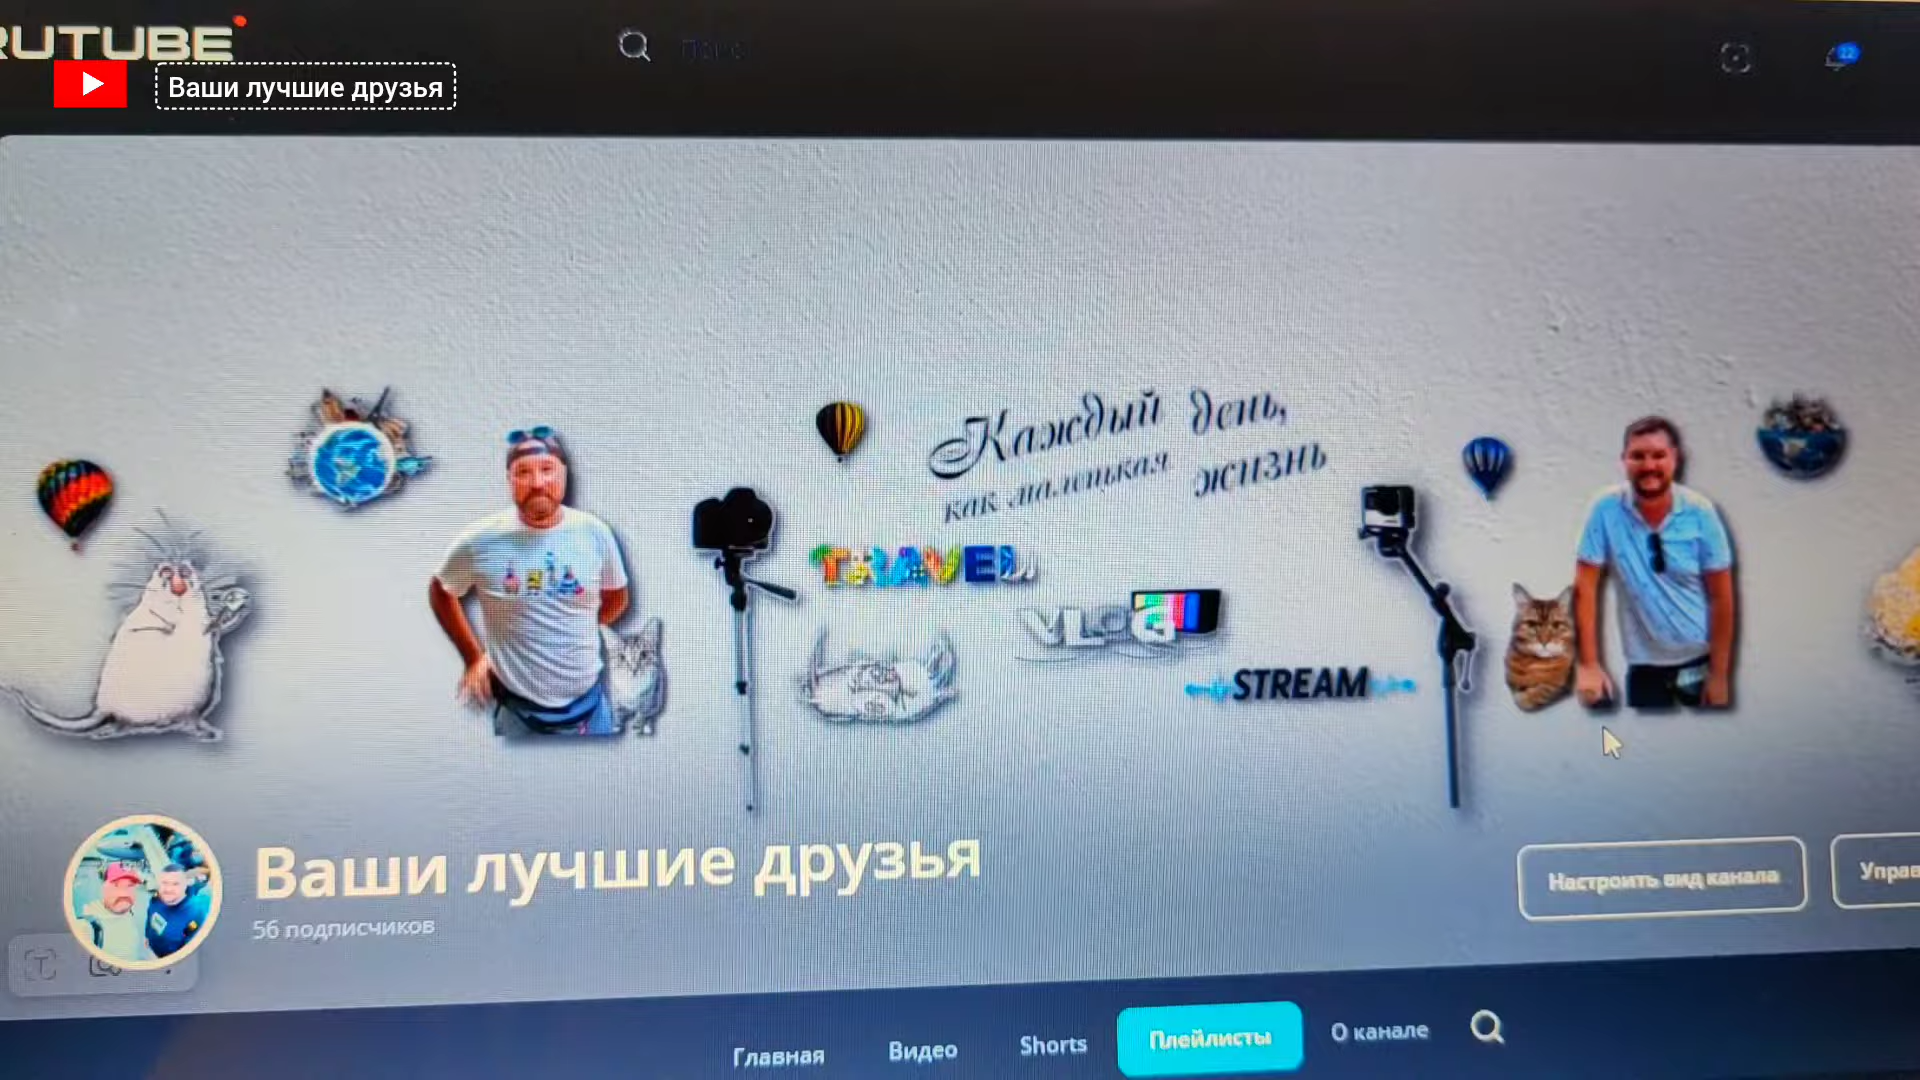 RUTUBE
Ваши лучшие друзья
Каждый день,
как маленькая жизнь
TRAVEL
VLOG
STREAM
Ваши лучшие друзья
56 подписчиков
Настроить вид канала
Управ
Главная
Видео
Shorts
Плейлисты
О канале